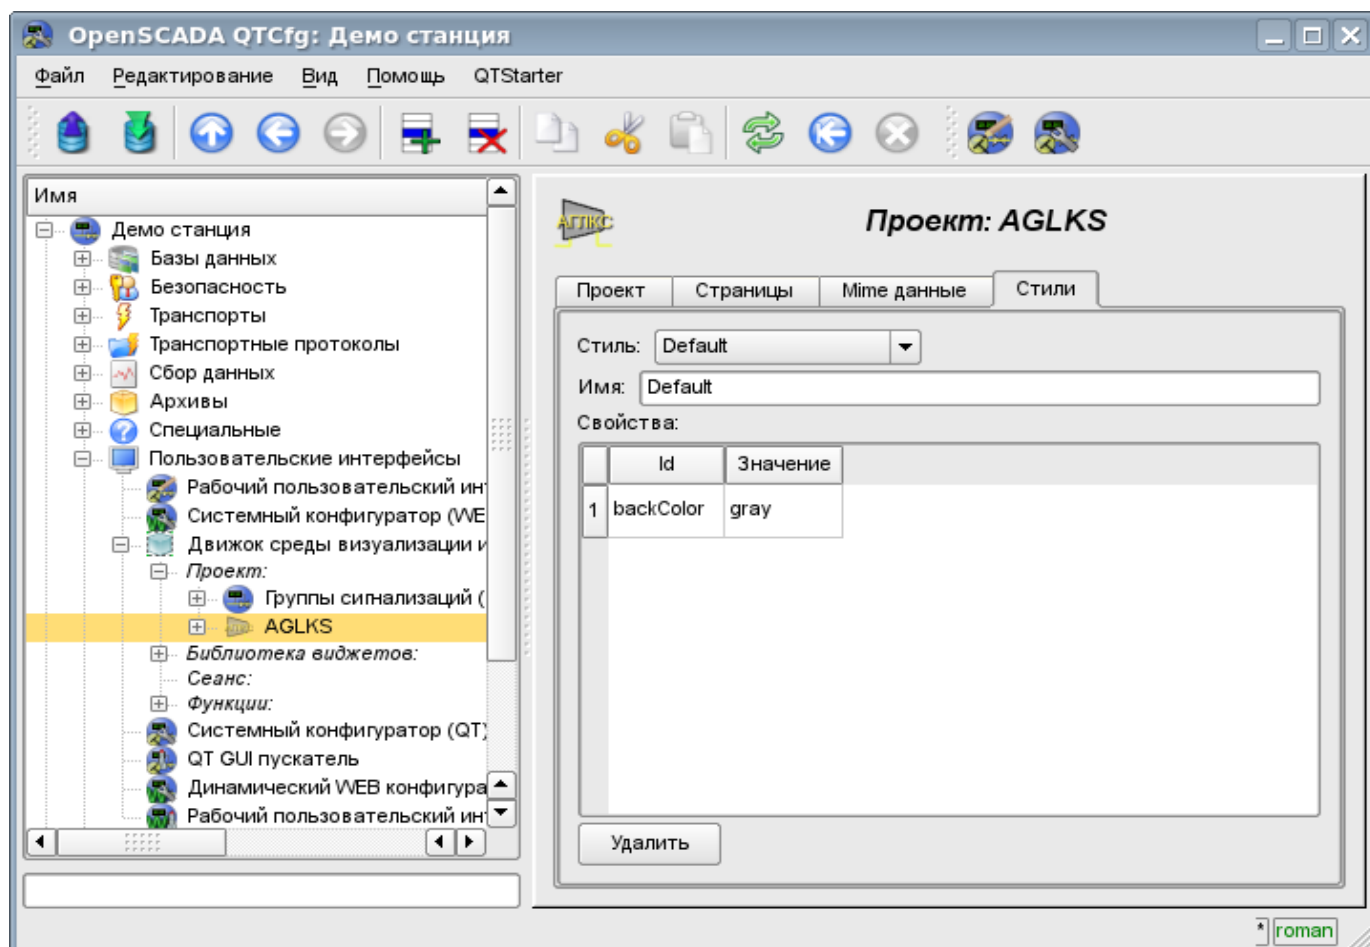 OpenSCADA QTCfg: Демо станция
Файл Редактирование Вид Помощь QTStarter
Имя
Демо станция
Базы данных
Безопасность
Транспорты
Транспортные протоколы
Сбор данных
Архивы
Специальные
Пользовательские интерфейсы
Рабочий пользовательский ин
Системный конфигуратор (WE
Движок среды визуализации и
Проект:
Группы сигнализаций (
AGLKS
Библиотека виджетов:
Сеанс:
Функции:
Системный конфигуратор (QT)
QT GUI пускатель
Динамический WEB конфигура
Рабочий пользовательский ин
АГЛКС
Проект: AGLKS
Проект Страницы Mime данные Стили
Стиль: Default
Имя: Default
Свойства:
Id Значение
1 backColor gray
Удалить
* roman